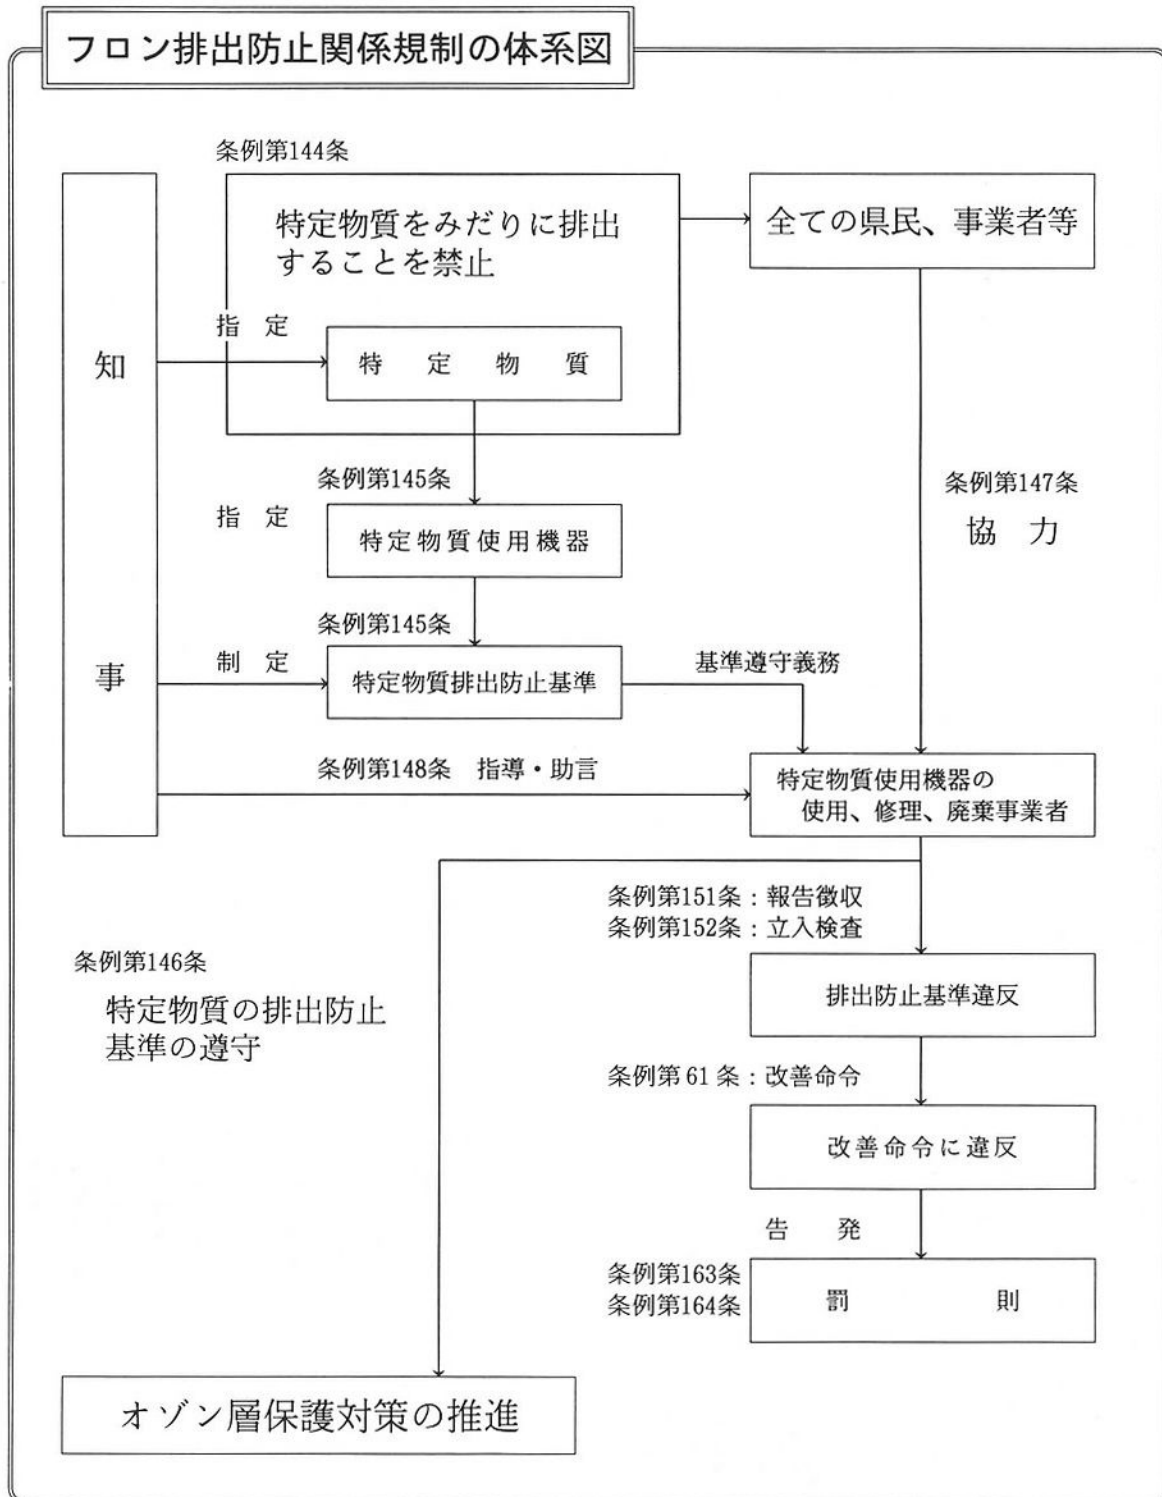 フロン排出防止関係規制の体系図
条例第144条
特定物質をみだりに排出
することを禁止
全ての県民、事業者等
指 定
特 定 物 質
知
事
条例第145条
指 定
特定物質使用機器
条例第147条
協 力
条例第145条
制 定
特定物質排出防止基準
基準遵守義務
条例第148条 指導・助言
特定物質使用機器の
使用、修理、廃棄事業者
条例第151条:報告徴収
条例第152条:立入検査
条例第146条
特定物質の排出防止
基準の遵守
排出防止基準違反
条例第61条:改善命令
改善命令に違反
告 発
条例第163条
条例第164条
罰 則
オゾン層保護対策の推進